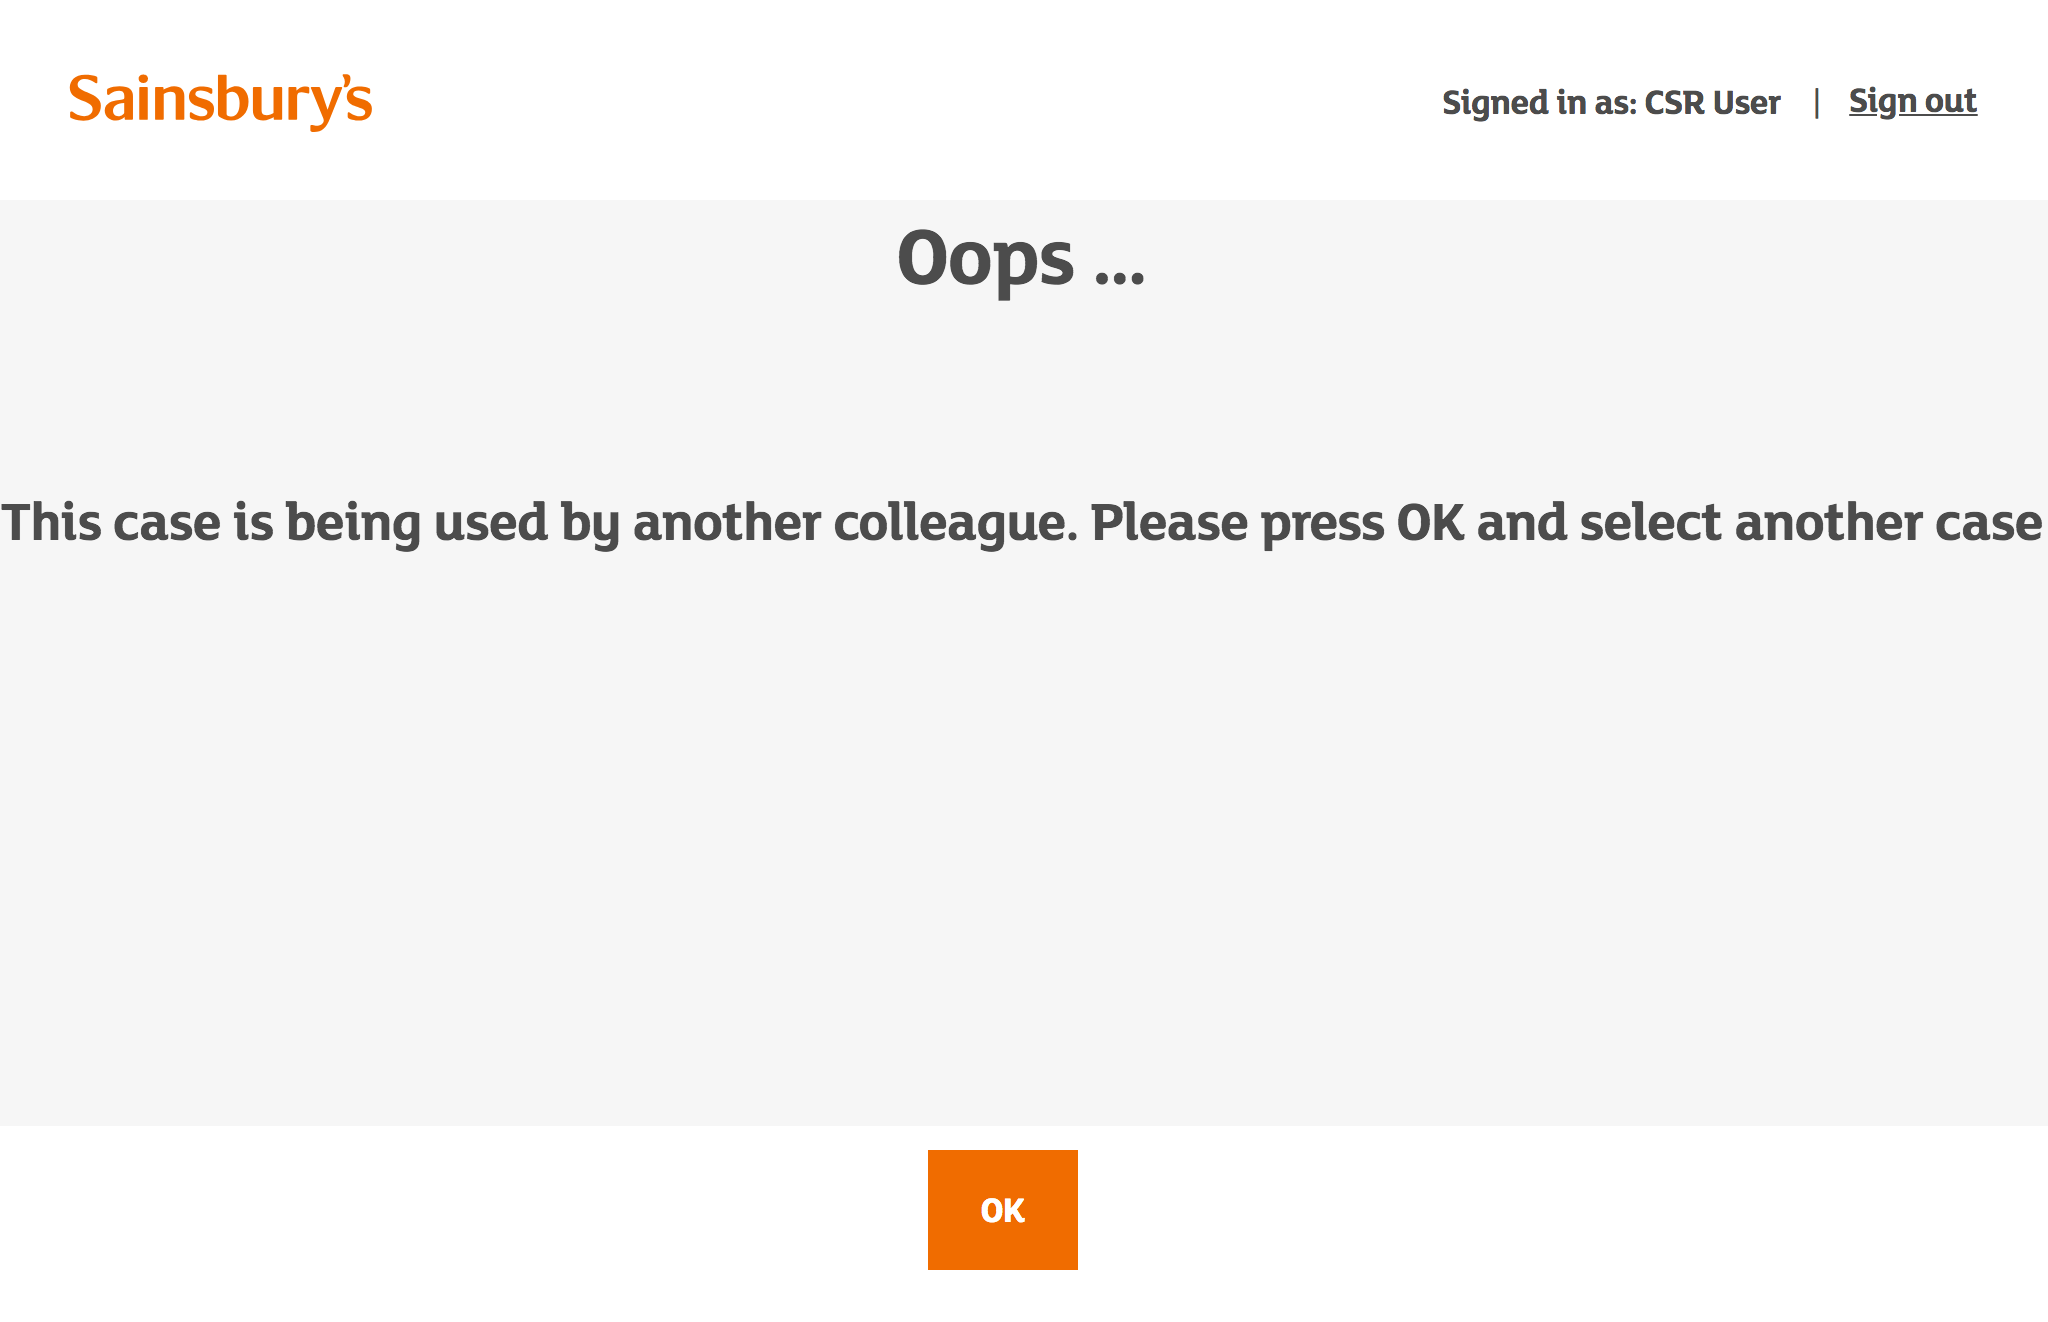 Sainsbury's
Signed in as: CSR User | Sign out
Oops ...
This case is being used by another colleague. Please press OK and select another case
OK